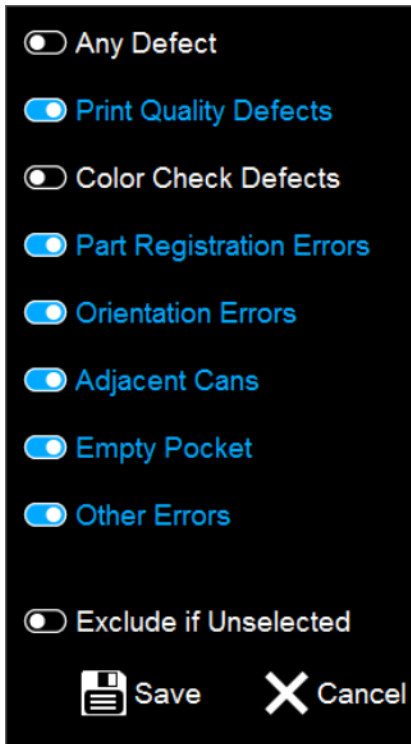 Any Defect
Print Quality Defects
Color Check Defects
Part Registration Errors
Orientation Errors
Adjacent Cans
Empty Pocket
Other Errors
Exclude if Unselected
Save Cancel